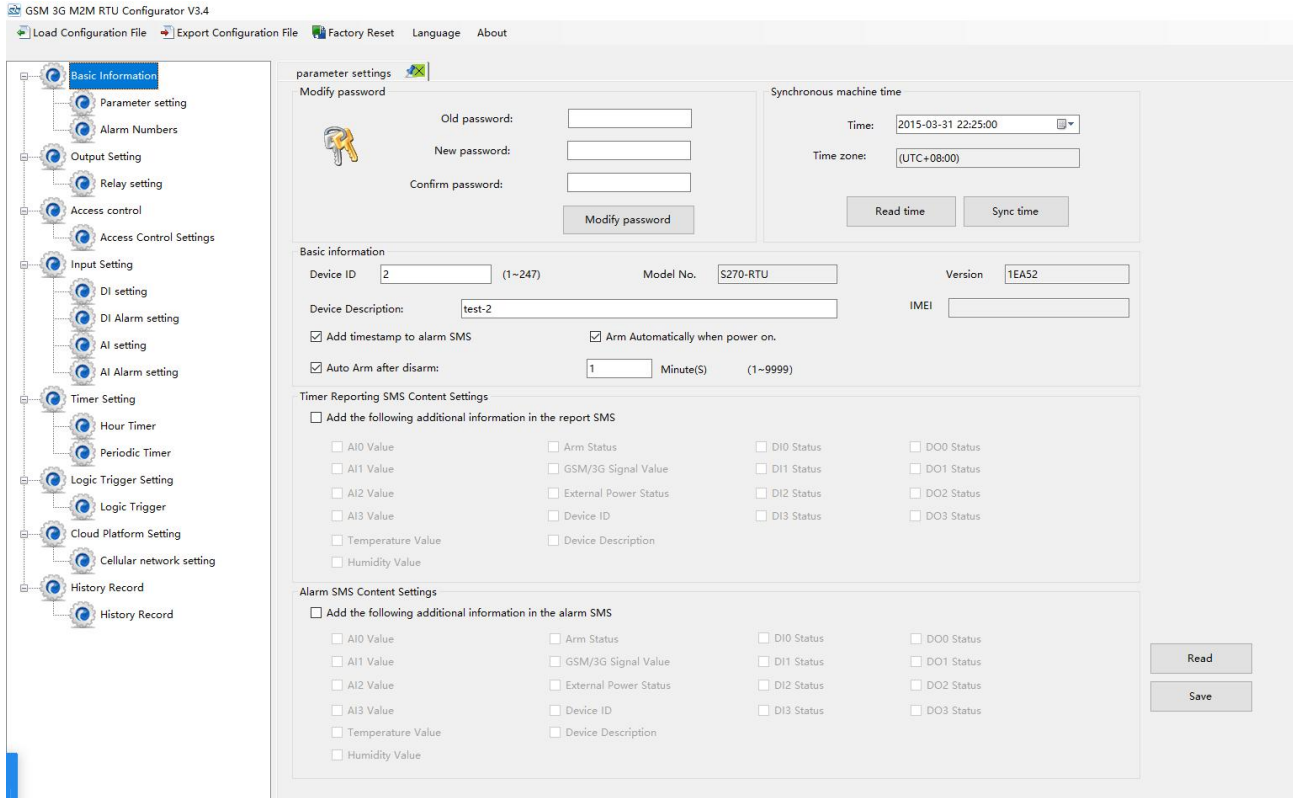 GSM 3G M2M RTU Configurator V3.4
Load Configuration File Export Configuration File Factory Reset Language About
Basic Information
Parameter setting
Alarm Numbers
Output Setting
Relay setting
Access control
Access Control Settings
Input Setting
DI setting
DI Alarm setting
AI setting
AI Alarm setting
Timer Setting
Hour Timer
Periodic Timer
Logic Trigger Setting
Logic Trigger
Cloud Platform Setting
Cellular network setting
History Record
History Record
parameter settings
Modify password
Old password:
New password:
Confirm password:
Modify password
Synchronous machine time
Time: 2015-03-31 22:25:00
Time zone: (UTC+08:00)
Read time Sync time
Basic information
Device ID 2 (1~247) Model No. S270-RTU Version 1EA52
Device Description: test-2 IMEI
Add timestamp to alarm SMS Arm Automatically when power on.
Auto Arm after disarm: 1 Minute(S) (1~9999)
Timer Reporting SMS Content Settings
Add the following additional information in the report SMS
AI0 Value Arm Status DI0 Status DO0 Status
AI1 Value GSM/3G Signal Value DI1 Status DO1 Status
AI2 Value External Power Status DI2 Status DO2 Status
AI3 Value Device ID DI3 Status DO3 Status
Temperature Value Device Description
Humidity Value
Alarm SMS Content Settings
Add the following additional information in the alarm SMS
AI0 Value Arm Status DI0 Status DO0 Status
AI1 Value GSM/3G Signal Value DI1 Status DO1 Status
AI2 Value External Power Status DI2 Status DO2 Status
AI3 Value Device ID DI3 Status DO3 Status
Temperature Value Device Description
Humidity Value
Read
Save